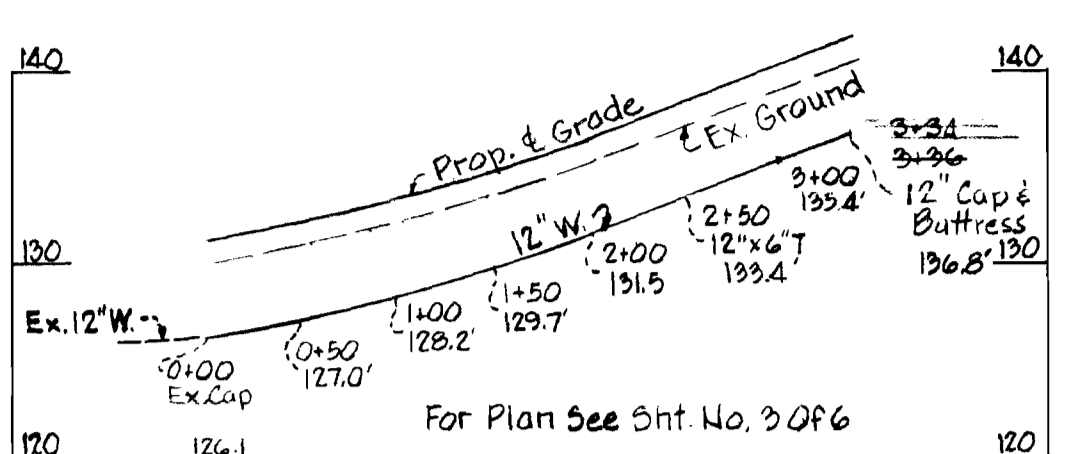 140
140
Prop. ₵ Grade
Ex. Ground
3+34
3+36
12" Cap &
Buttress
136.8'
130
130
3+00
135.4'
2+50
12"x6"T
133.4'
12" W.
2+00
131.5
1+50
129.7'
1+00
128.2'
0+50
127.0'
Ex. 12" W.
0+00
Ex. Cap
126.1
For Plan See Sht. No. 3 Of 6
120
120